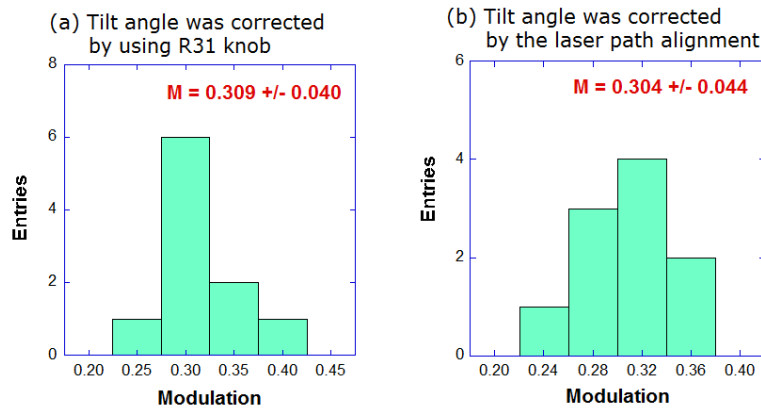 (a) Tilt angle was corrected
by using R31 knob
8
6
4
2
0
Entries
M = 0.309 +/- 0.040
0.20 0.25 0.30 0.35 0.40 0.45
Modulation
(b) Tilt angle was corrected
by the laser path alignment
6
4
2
0
Entries
M = 0.304 +/- 0.044
0.20 0.24 0.28 0.32 0.36 0.40
Modulation